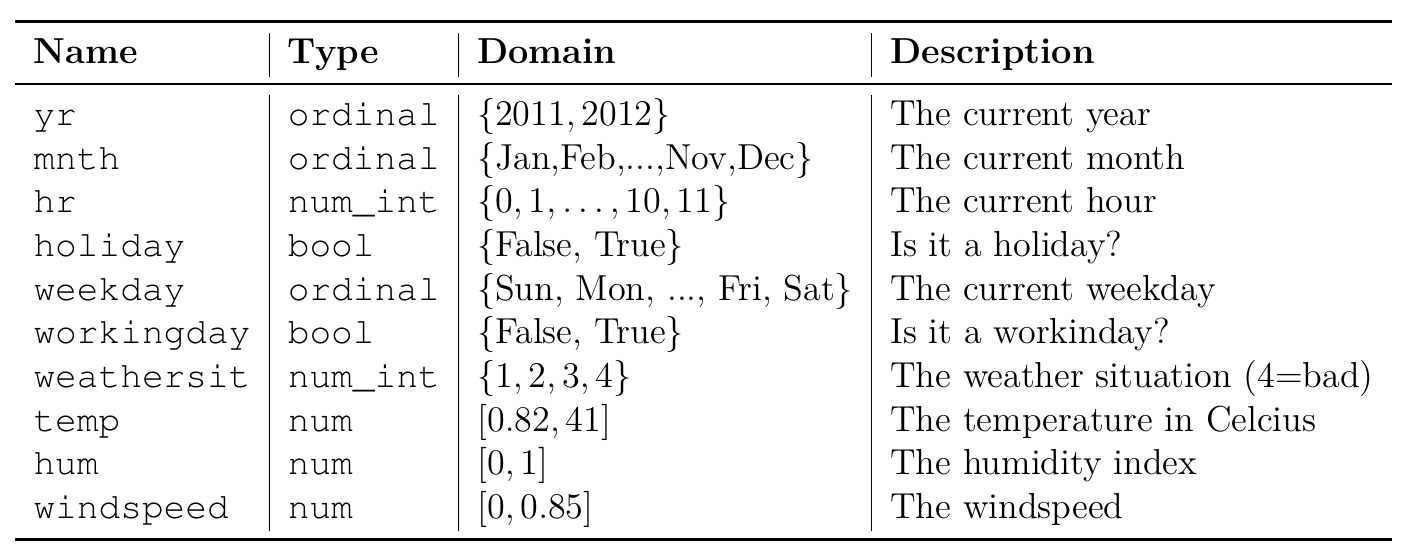 Name Type Domain Description
yr ordinal {2011, 2012} The current year
mnth ordinal {Jan,Feb,...,Nov,Dec} The current month
hr num_int {0, 1, . . . , 10, 11} The current hour
holiday bool {False, True} Is it a holiday?
weekday ordinal {Sun, Mon, ..., Fri, Sat} The current weekday
workingday bool {False, True} Is it a workinday?
weathersit num_int {1, 2, 3, 4} The weather situation (4=bad)
temp num [0.82, 41] The temperature in Celcius
hum num [0, 1] The humidity index
windspeed num [0, 0.85] The windspeed